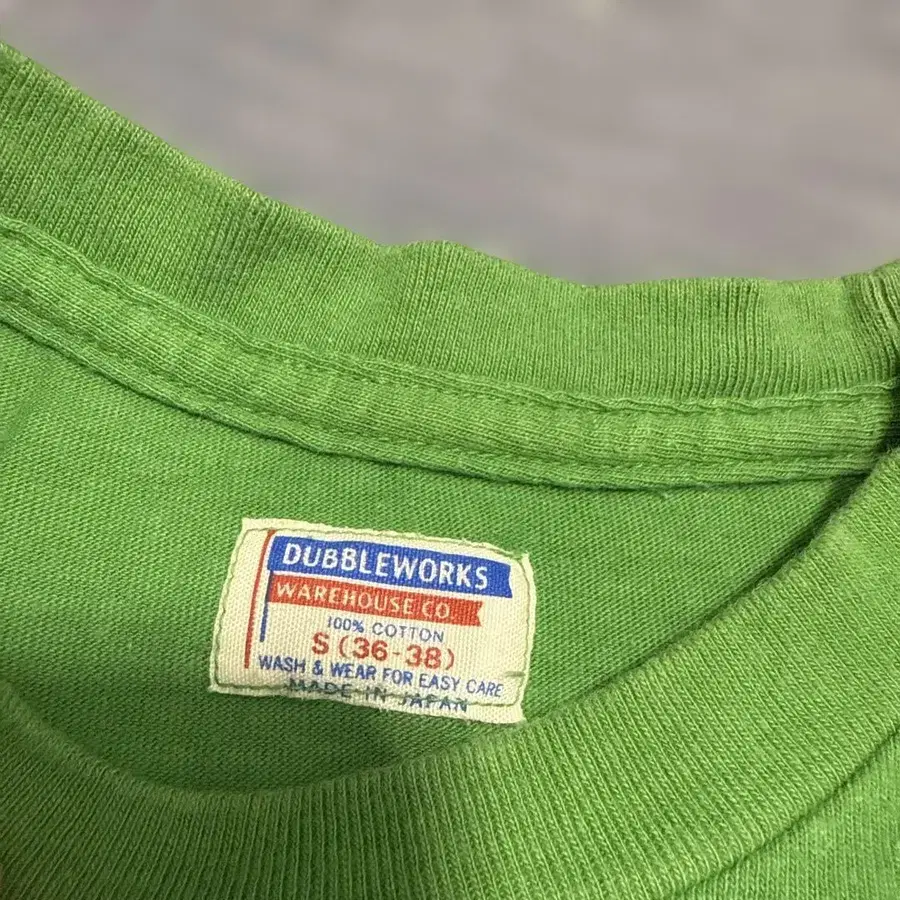 DUBBLEWORKS
WAREHOUSE CO.
100% COTTON
S (36-38)
WASH & WEAR FOR EASY CARE
MADE IN JAPAN